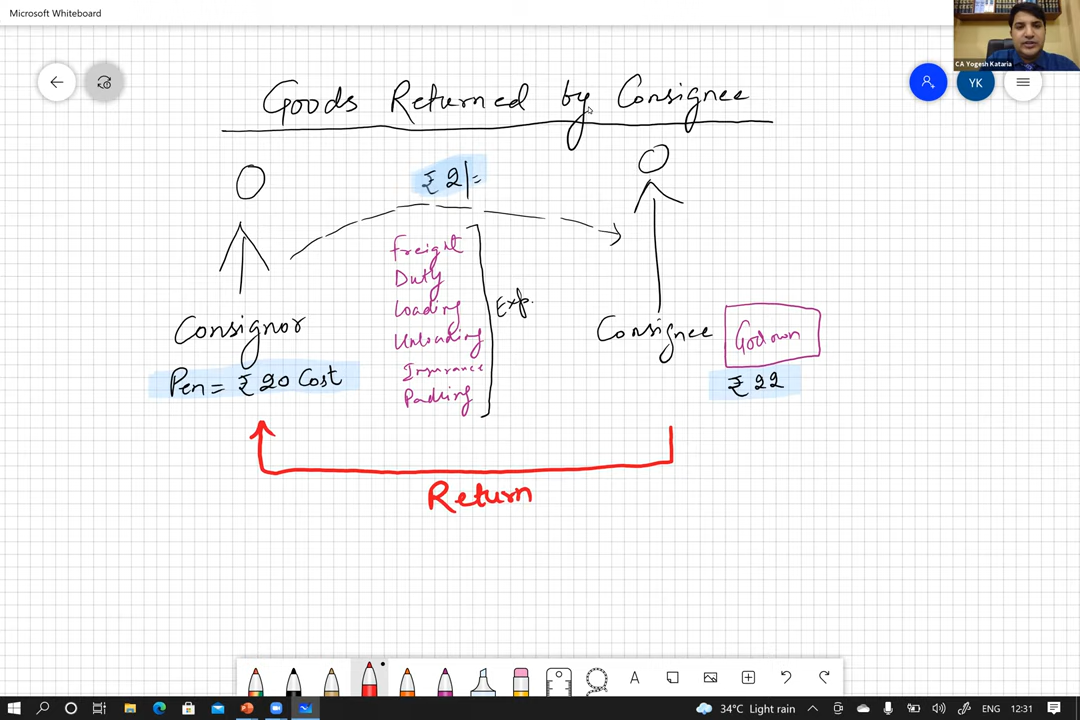 Microsoft Whiteboard
CA Yogesh Kataria
YK
Goods Returned by Consignee
₹ 2/=
Freight
Duty
Loading
Unloading
Insurance
Packing
Exp.
Consignor
Pen = ₹ 20 Cost
Consignee
Godown
₹ 22
Return
A
34°C Light rain
ENG
12:31